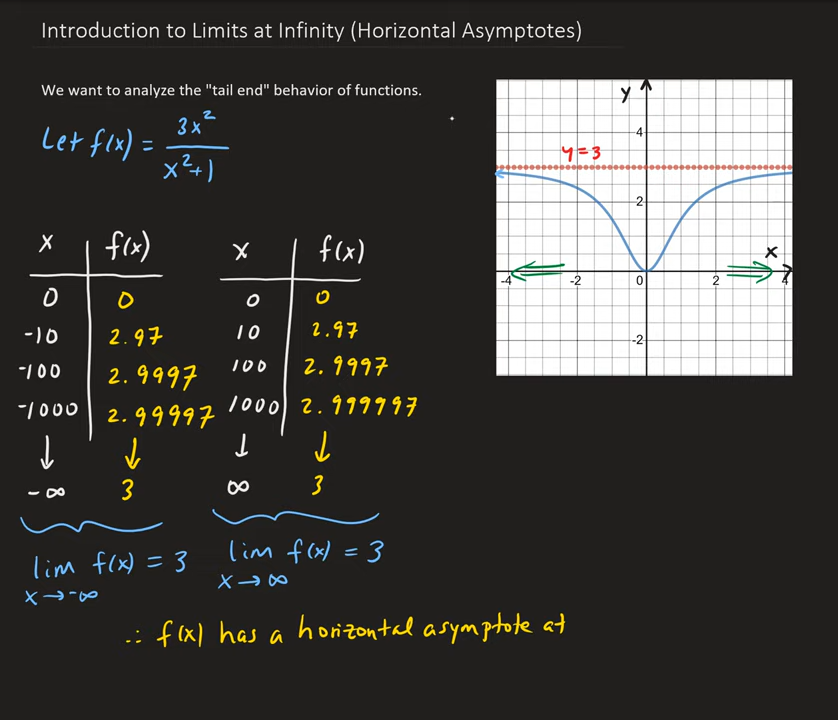 Introduction to Limits at Infinity (Horizontal Asymptotes)
We want to analyze the "tail end" behavior of functions.
Let f(x) = 3x²/(x²+1)
x f(x)
0 0
-10 2.97
-100 2.9997
-1000 2.99997
↓ ↓
-∞ 3
lim f(x) = 3
x→-∞
x f(x)
0 0
10 2.97
100 2.9997
1000 2.999997
↓ ↓
∞ 3
lim f(x) = 3
x→∞
∴ f(x) has a horizontal asymptote at
y
4
y=3
2
x
-4 -2 0 2 4
-2